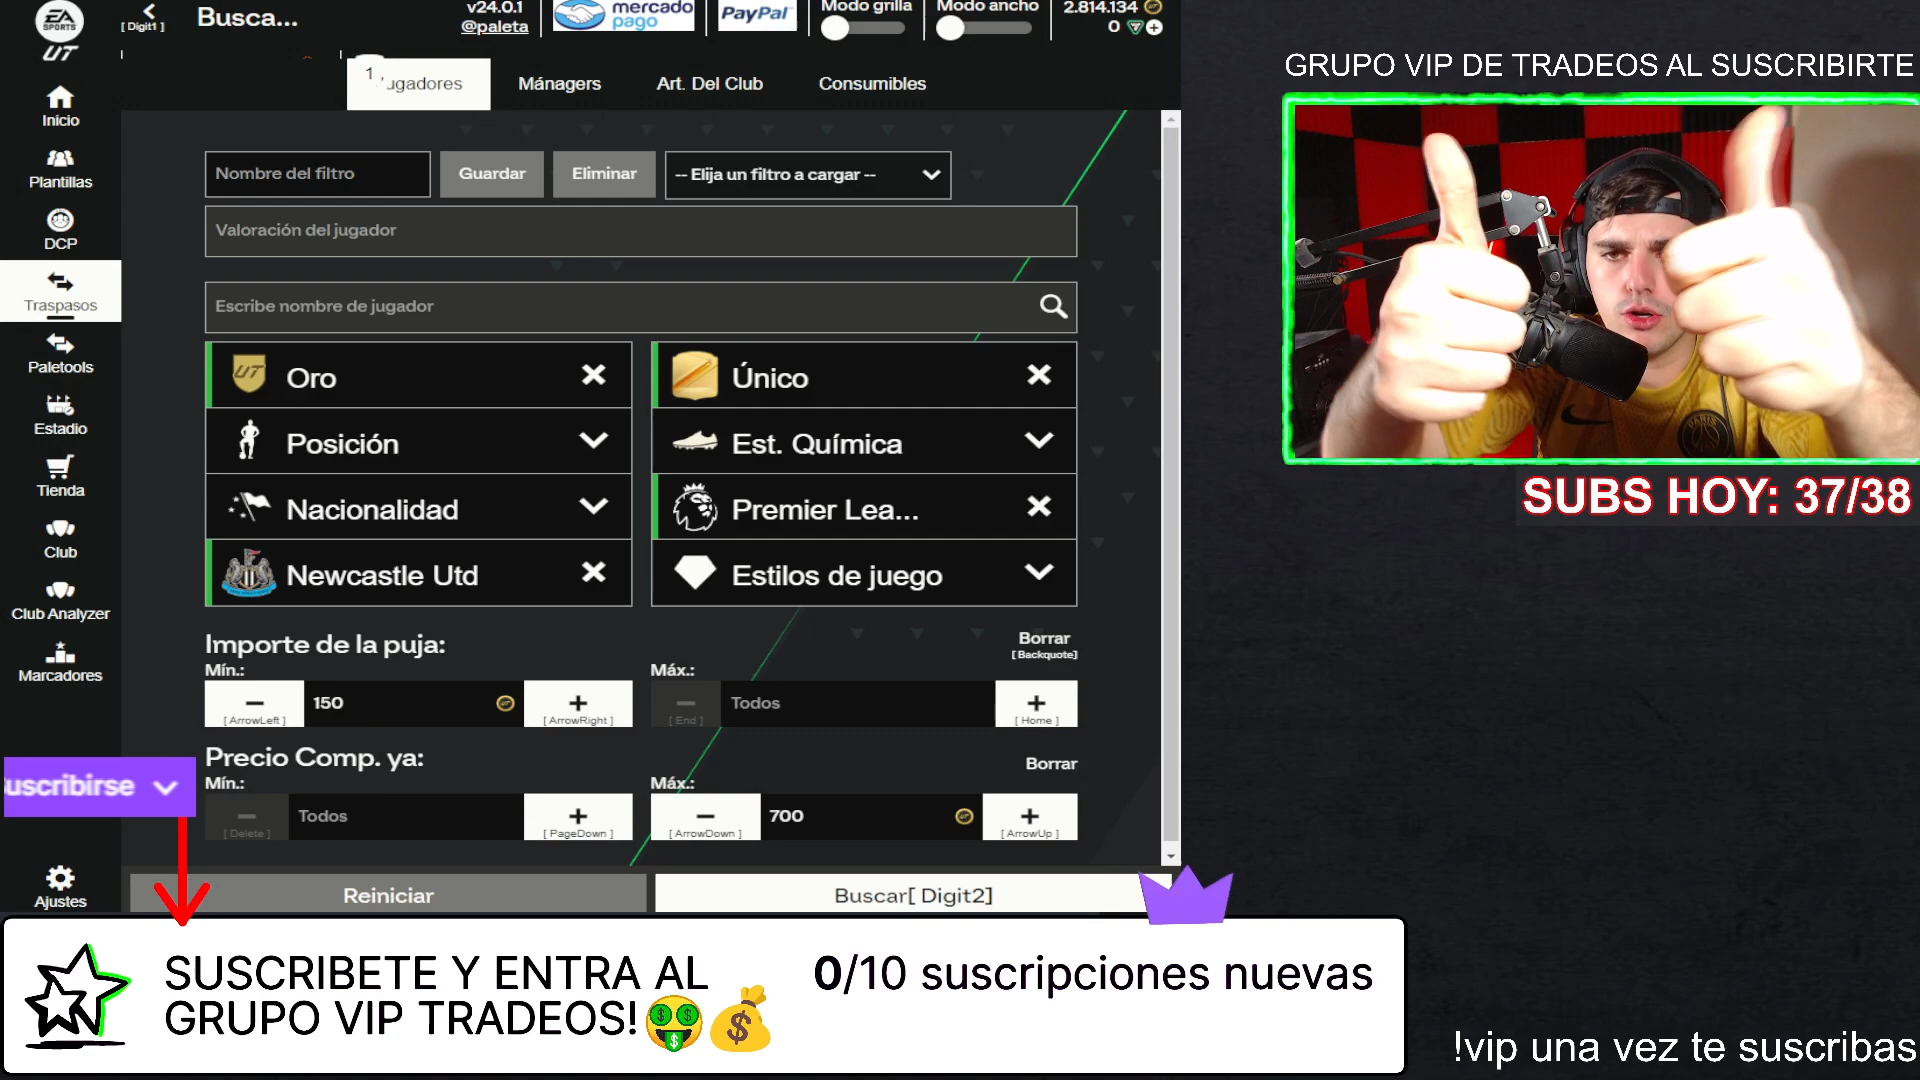 EA SPORTS
UT
[ Digit1 ]
Busca...
v24.0.1
@paleta
mercado pago
PayPal
Modo grilla
Modo ancho
2.814.134
0
Inicio
Plantillas
DCP
Traspasos
Paletools
Estadio
Tienda
Club
Club Analyzer
Marcadores
Ajustes
1
ugadores
Mánagers
Art. Del Club
Consumibles
Nombre del filtro
Guardar
Eliminar
-- Elija un filtro a cargar --
Valoración del jugador
Escribe nombre de jugador
UT
Oro
Único
Posición
Est. Química
Nacionalidad
Premier Lea...
Newcastle Utd
Estilos de juego
Importe de la puja:
Borrar
[ Backquote]
Mín.:
Máx.:
150
Todos
[ ArrowLeft ]
[ ArrowRight ]
[ End ]
[ Home ]
Precio Comp. ya:
Borrar
Mín.:
Máx.:
Todos
700
[ Delete ]
[ PageDown ]
[ ArrowDown ]
[ ArrowUp ]
Reiniciar
Buscar[ Digit2]
uscribirse
GRUPO VIP DE TRADEOS AL SUSCRIBIRTE
PARIS
SUBS HOY: 37/38
SUSCRIBETE Y ENTRA AL
GRUPO VIP TRADEOS!
0/10 suscripciones nuevas
!vip una vez te suscribas